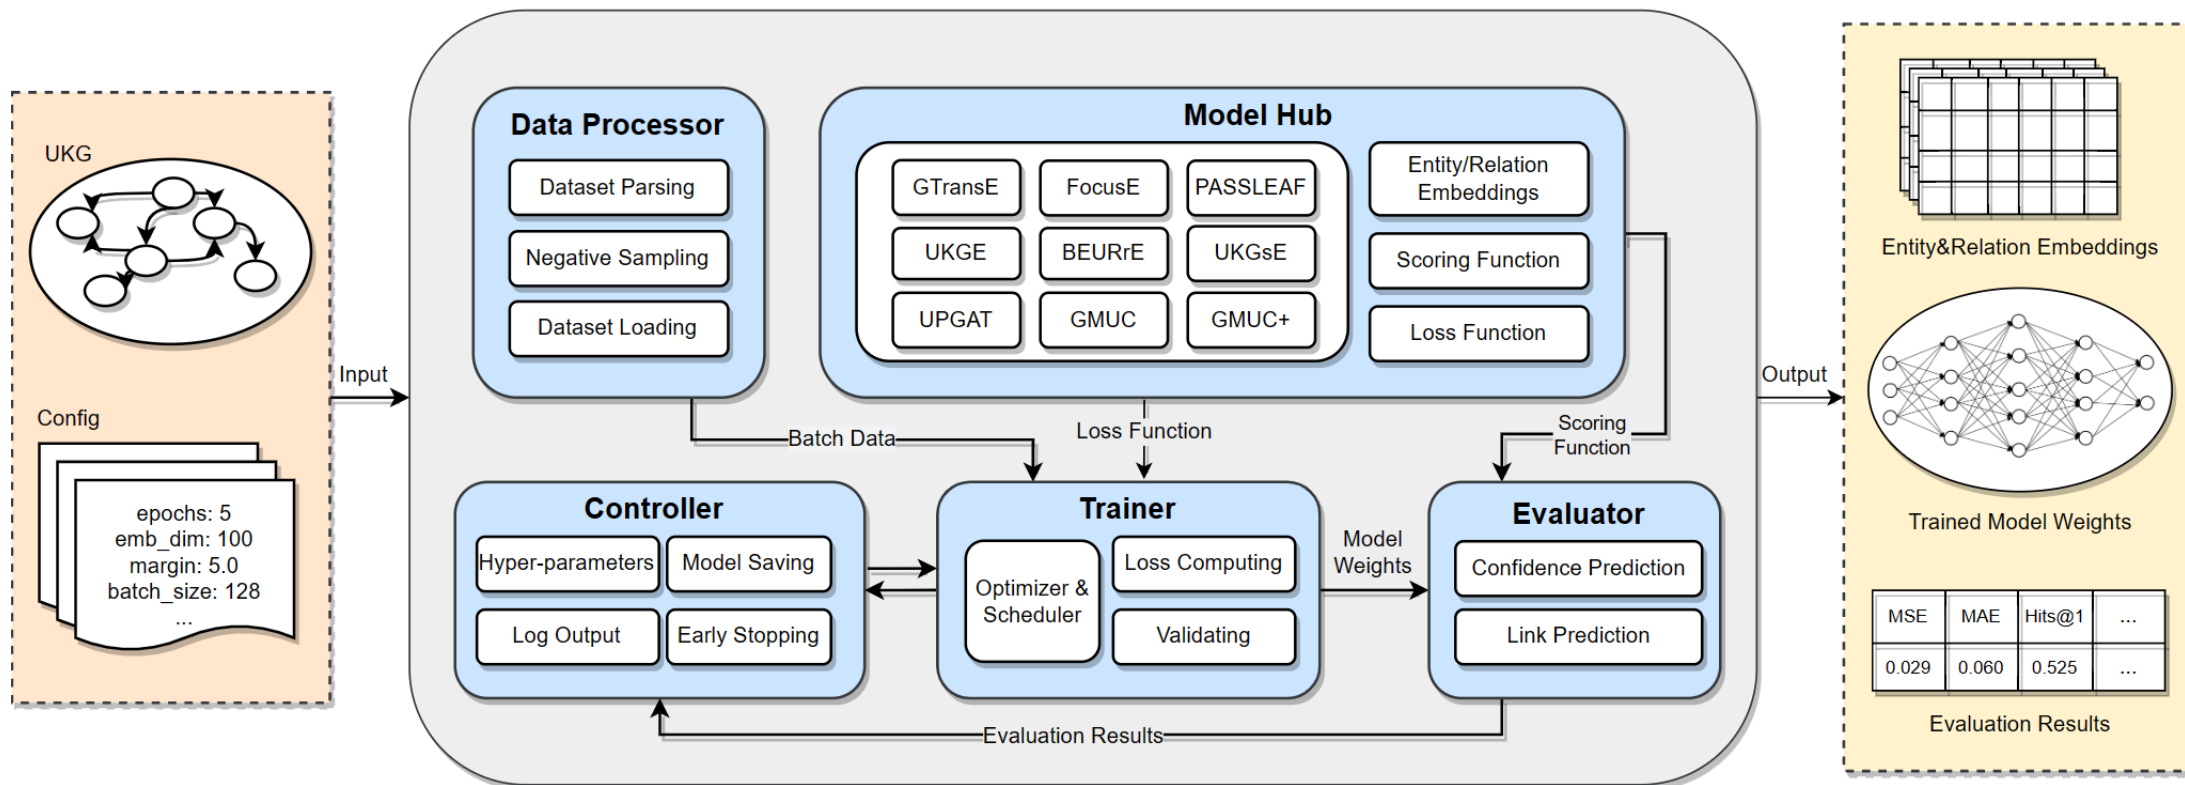 UKG
Config
epochs: 5
emb_dim: 100
margin: 5.0
batch_size: 128
...
Input
Data Processor
Dataset Parsing
Negative Sampling
Dataset Loading
Model Hub
GTransE
FocusE
PASSLEAF
UKGE
BEURrE
UKGsE
UPGAT
GMUC
GMUC+
Entity/Relation
Embeddings
Scoring Function
Loss Function
Batch Data
Loss Function
Scoring
Function
Controller
Hyper-parameters
Model Saving
Log Output
Early Stopping
Trainer
Optimizer &
Scheduler
Loss Computing
Validating
Model
Weights
Evaluator
Confidence Prediction
Link Prediction
Evaluation Results
Output
Entity&Relation Embeddings
Trained Model Weights
MSE MAE Hits@1 ...
0.029 0.060 0.525 ...
Evaluation Results